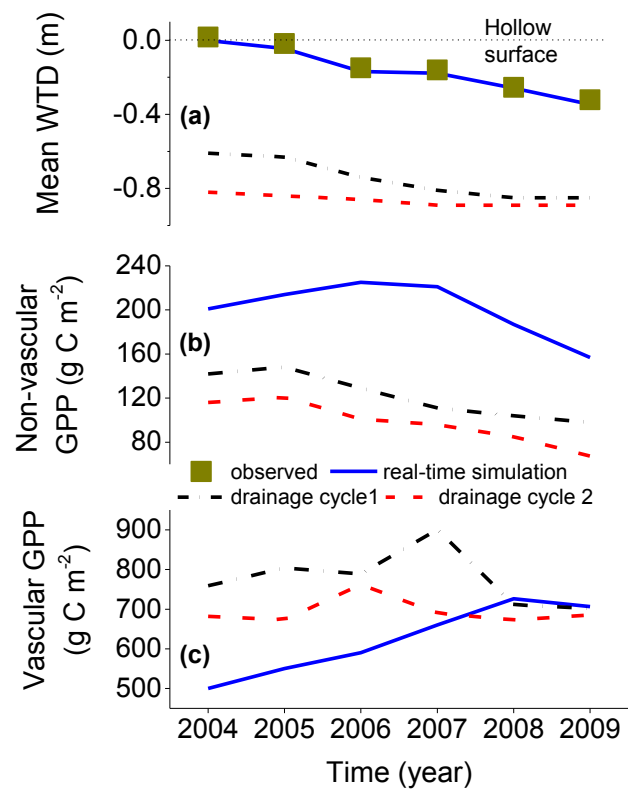 Mean WTD (m)
0.0
-0.4
-0.8
Hollow
surface
(a)
Non-vascular
GPP (g C m⁻²)
240
200
160
120
80
(b)
observed
real-time simulation
drainage cycle1
drainage cycle 2
Vascular GPP
(g C m⁻²)
900
800
700
600
500
(c)
2004 2005 2006 2007 2008 2009
Time (year)